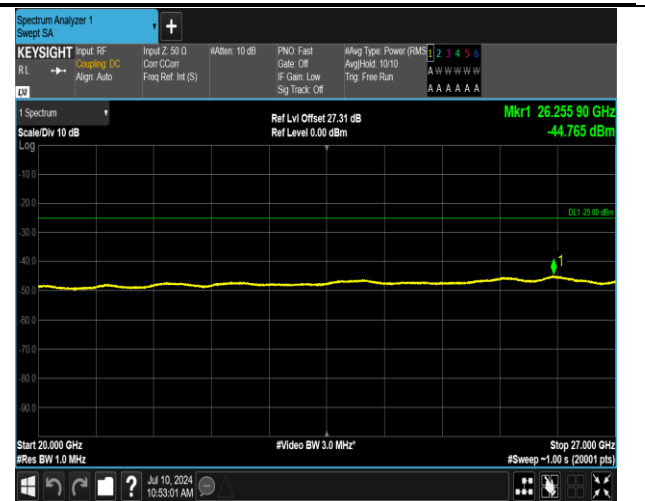 Spectrum Analyzer 1
Swept SA
+
KEYSIGHT
RL
LXI
Input: RF
Coupling: DC
Align: Auto
Input Z: 50 Ω
Corr CCorr
Freq Ref: Int (S)
#Atten: 10 dB
PNO: Fast
Gate: Off
IF Gain: Low
Sig Track: Off
#Avg Type: Power (RMS
Avg|Hold: 10/10
Trig: Free Run
1 2 3 4 5 6
A W W W W W
A A A A A A
1 Spectrum
Scale/Div 10 dB
Log
Ref Lvl Offset 27.31 dB
Ref Level 0.00 dBm
Mkr1 26.255 90 GHz
-44.765 dBm
-10.0
-20.0
DL1 -25.00 dBm
-30.0
-40.0
1
-50.0
-60.0
-70.0
-80.0
-90.0
Start 20.000 GHz
#Res BW 1.0 MHz
#Video BW 3.0 MHz*
Stop 27.000 GHz
#Sweep ~1.00 s (20001 pts)
?
Jul 10, 2024
10:53:01 AM